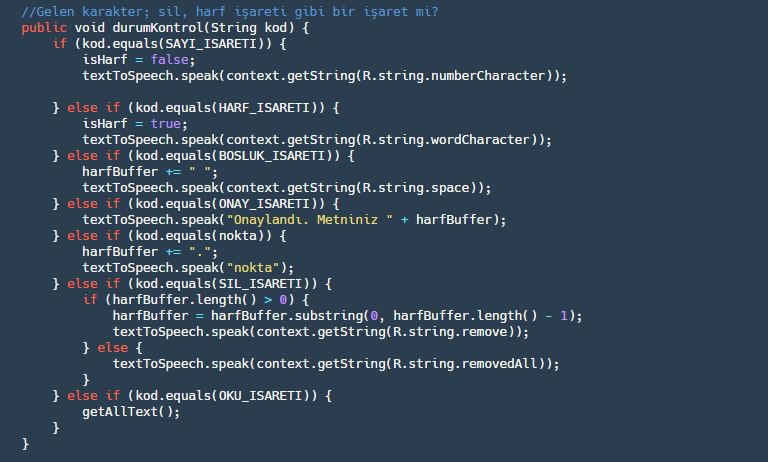 //Gelen karakter; sil, harf işareti gibi bir işaret mi?
public void durumKontrol(String kod) {
    if (kod.equals(SAYI_ISARETI)) {
        isHarf = false;
        textToSpeech.speak(context.getString(R.string.numberCharacter));

    } else if (kod.equals(HARF_ISARETI)) {
        isHarf = true;
        textToSpeech.speak(context.getString(R.string.wordCharacter));
    } else if (kod.equals(BOSLUK_ISARETI)) {
        harfBuffer += " ";
        textToSpeech.speak(context.getString(R.string.space));
    } else if (kod.equals(ONAY_ISARETI)) {
        textToSpeech.speak("Onaylandı. Metniniz " + harfBuffer);
    } else if (kod.equals(nokta)) {
        harfBuffer += ".";
        textToSpeech.speak("nokta");
    } else if (kod.equals(SIL_ISARETI)) {
        if (harfBuffer.length() > 0) {
            harfBuffer = harfBuffer.substring(0, harfBuffer.length() - 1);
            textToSpeech.speak(context.getString(R.string.remove));
        } else {
            textToSpeech.speak(context.getString(R.string.removedAll));
        }
    } else if (kod.equals(OKU_ISARETI)) {
        getAllText();
    }
}